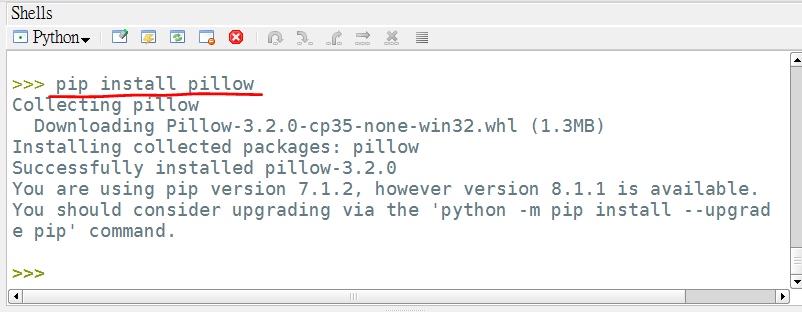 Shells
Python
>>> pip install pillow
Collecting pillow
  Downloading Pillow-3.2.0-cp35-none-win32.whl (1.3MB)
Installing collected packages: pillow
Successfully installed pillow-3.2.0
You are using pip version 7.1.2, however version 8.1.1 is available.
You should consider upgrading via the 'python -m pip install --upgrad
e pip' command.
>>>